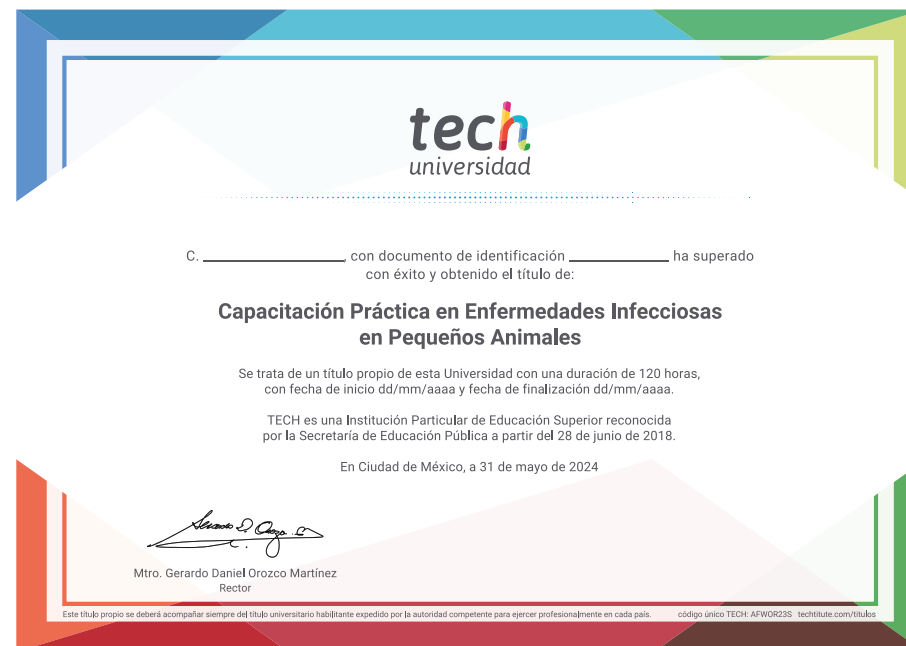 tech
universidad
C. ________________, con documento de identificación ____________ ha superado
con éxito y obtenido el título de:
Capacitación Práctica en Enfermedades Infecciosas
en Pequeños Animales
Se trata de un título propio de esta Universidad con una duración de 120 horas,
con fecha de inicio dd/mm/aaaa y fecha de finalización dd/mm/aaaa.
TECH es una Institución Particular de Educación Superior reconocida
por la Secretaría de Educación Pública a partir del 28 de junio de 2018.
En Ciudad de México, a 31 de mayo de 2024
Mtro. Gerardo Daniel Orozco Martínez
Rector
Este título propio se deberá acompañar siempre del título universitario habilitante expedido por la autoridad competente para ejercer profesionalmente en cada país. código único TECH: AFWOR23S techtitute.com/titulos